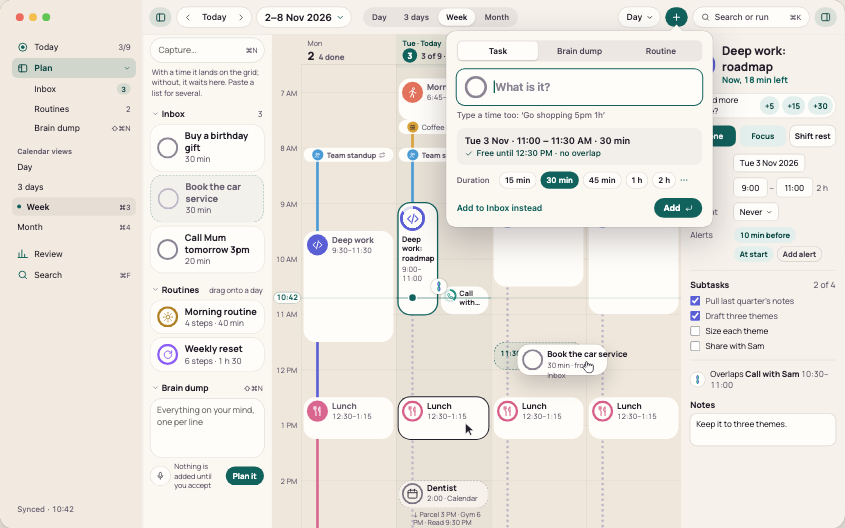 Today 3/9
Plan
Inbox 3
Routines 2
Brain dump ⇧⌘N
Calendar views
Day
3 days
Week ⌘3
Month ⌘4
Review
Search ⌘F
Synced · 10:42
Today
2–8 Nov 2026
Day 3 days Week Month
Day
Search or run ⌘K
Capture... ⌘N
With a time it lands on the grid;
without, it waits here. Paste a
list for several.
Inbox 3
Buy a birthday
gift
30 min
Book the car
service
30 min
Call Mum
tomorrow 3pm
20 min
Routines drag onto a day
Morning routine
4 steps · 40 min
Weekly reset
6 steps · 1 h 30
Brain dump ⇧⌘N
Everything on your mind,
one per line
Nothing is
added until
you accept
Plan it
Mon
2 4 done
Tue · Today
3 3 of 9
7 AM
8 AM
9 AM
10 AM
10:42
11 AM
12 PM
1 PM
2 PM
Team standup
Deep work
9:30–11:30
Lunch
12:30–1:15
6:45–
Coffee
Team s
Deep
work:
roadmap
9:00–
11:00
Call
with...
Lunch
12:30–1:15
Dentist
2:00 · Calendar
Parcel 3 PM · Gym 6
PM · Read 9:30 PM
Book the car service
30 min · from
Inbox
Lunch
12:30–1:15
Lunch
12:30–1:15
Task Brain dump Routine
What is it?
Type a time too: 'Go shopping 5pm 1h'
Tue 3 Nov · 11:00 – 11:30 AM · 30 min
Free until 12:30 PM · no overlap
Duration 15 min 30 min 45 min 1 h 2 h ···
Add to Inbox instead Add
Deep work:
roadmap
Now, 18 min left
more
+5 +15 +30
Focus Shift rest
Tue 3 Nov 2026
9:00 – 11:00 2 h
Never
Alerts 10 min before
At start Add alert
Subtasks 2 of 4
Pull last quarter's notes
Draft three themes
Size each theme
Share with Sam
Overlaps Call with Sam 10:30–
11:00
Notes
Keep it to three themes.